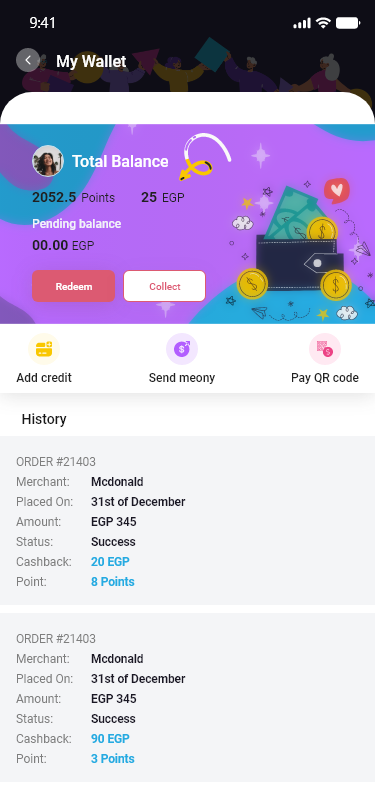 9:41
My Wallet
Total Balance
2052.5 Points 25 EGP
Pending balance
00.00 EGP
Redeem Collect
Add credit Send meony Pay QR code
History
ORDER #21403
Merchant: Mcdonald
Placed On: 31st of December
Amount: EGP 345
Status: Success
Cashback: 20 EGP
Point: 8 Points
ORDER #21403
Merchant: Mcdonald
Placed On: 31st of December
Amount: EGP 345
Status: Success
Cashback: 90 EGP
Point: 3 Points